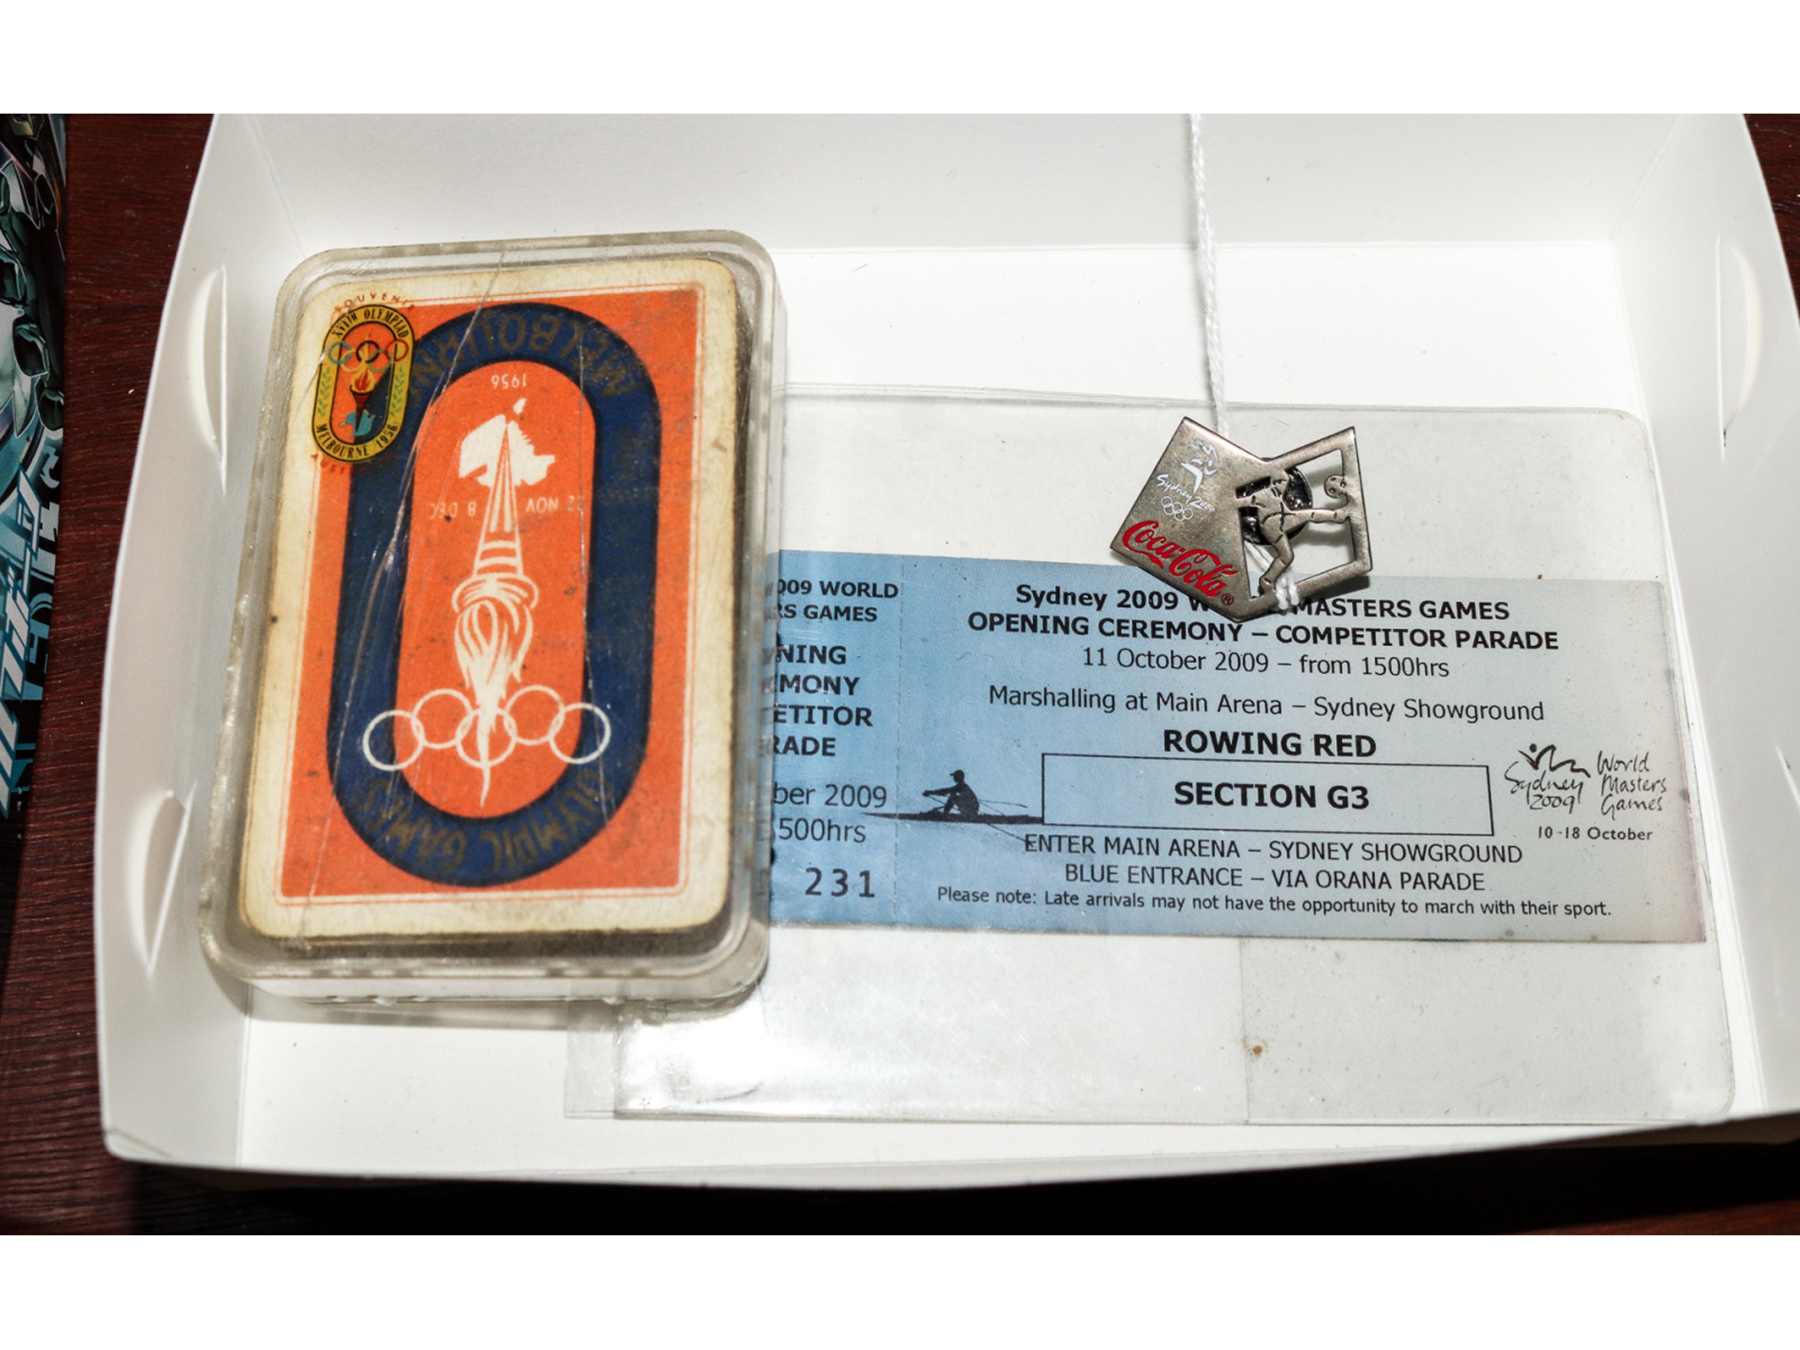 SOUVENIR
XVITH OLYMPIAD
MELBOURNE 1956
AUSTRALIA
OLYMPIC GAMES
22 NOV 8 DEC
1956
MELBOURN
009 WORLD
RS GAMES
NING
MONY
ETITOR
RADE
ber 2009
1500hrs
231
Sydney 2000
Coca-Cola®
Sydney 2009 W MASTERS GAMES
OPENING CEREMONY – COMPETITOR PARADE
11 October 2009 – from 1500hrs
Marshalling at Main Arena – Sydney Showground
ROWING RED
SECTION G3
ENTER MAIN ARENA – SYDNEY SHOWGROUND
BLUE ENTRANCE – VIA ORANA PARADE
Please note: Late arrivals may not have the opportunity to march with their sport.
Sydney 2009
World Masters Games
10-18 October